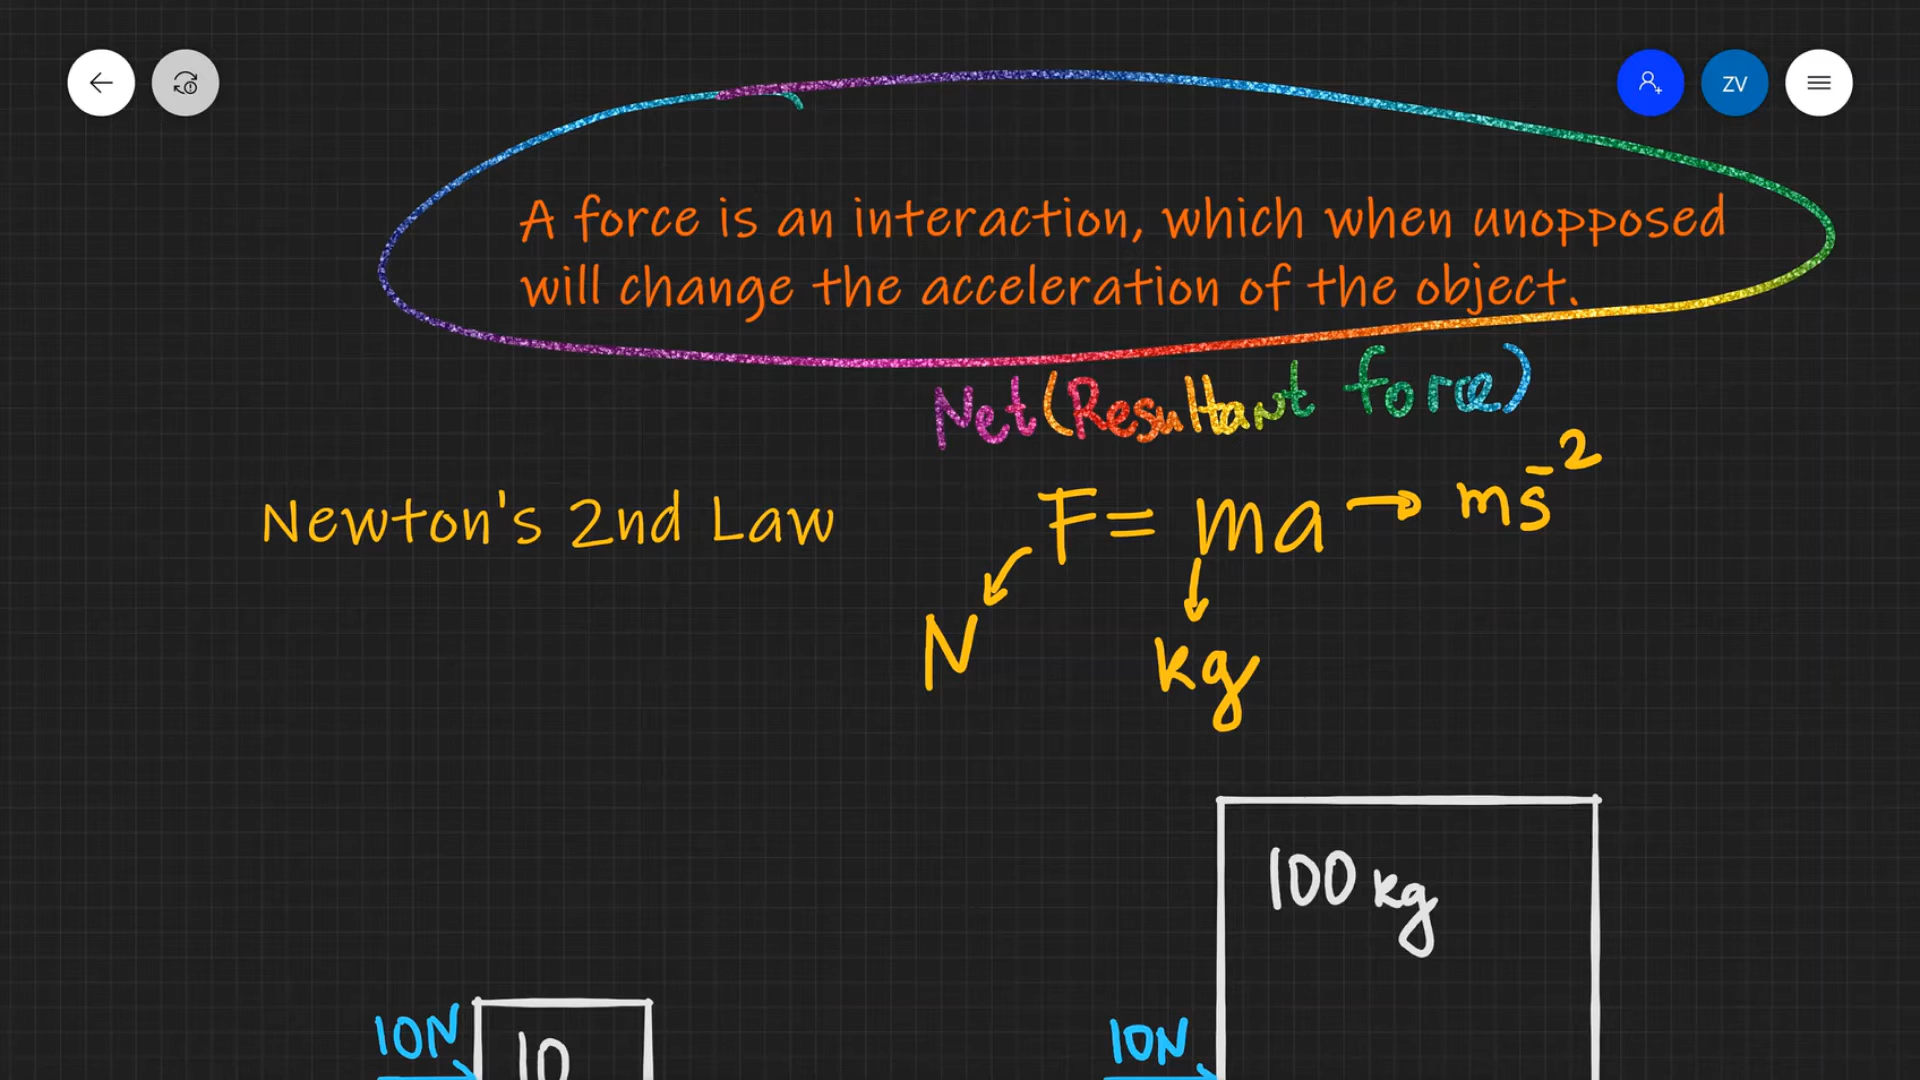 ZV
A force is an interaction, which when unopposed
will change the acceleration of the object.
Net (Resultant force)
Newton's 2nd Law
F = ma → ms⁻²
N
kg
100 kg
10N
10
10N